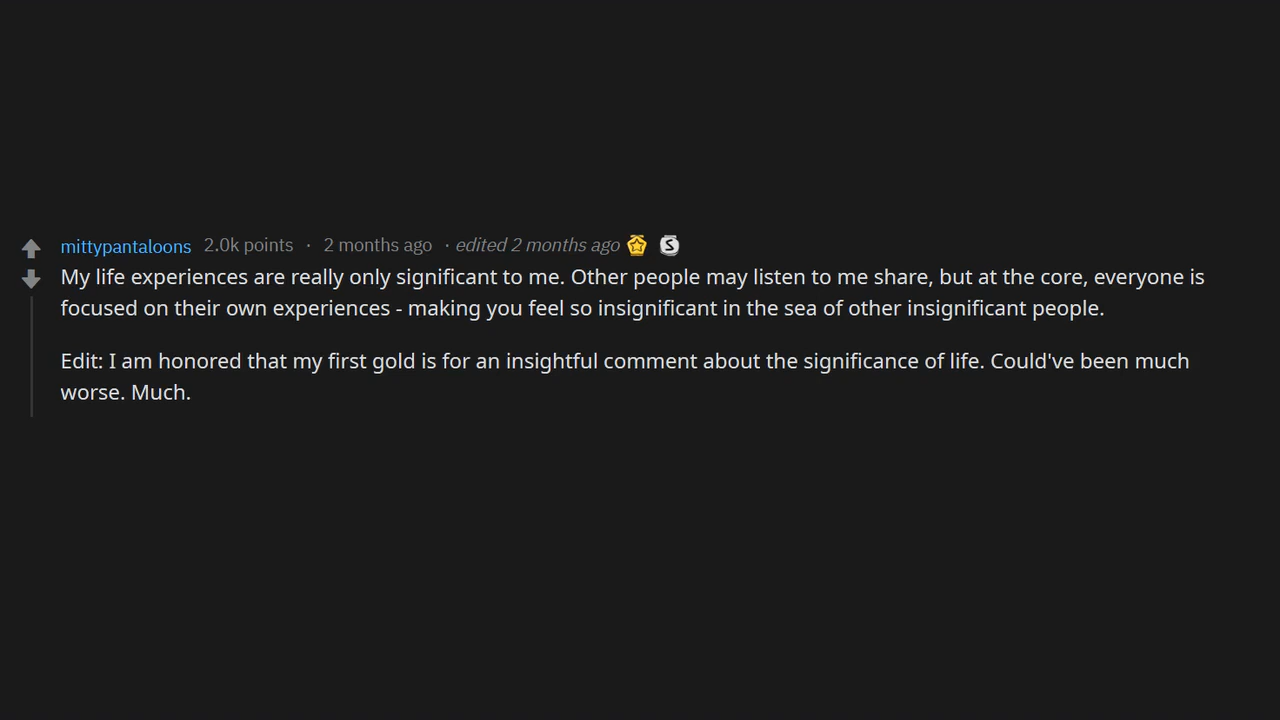 mittypantaloons 2.0k points · 2 months ago · edited 2 months ago
My life experiences are really only significant to me. Other people may listen to me share, but at the core, everyone is
focused on their own experiences - making you feel so insignificant in the sea of other insignificant people.
Edit: I am honored that my first gold is for an insightful comment about the significance of life. Could've been much
worse. Much.